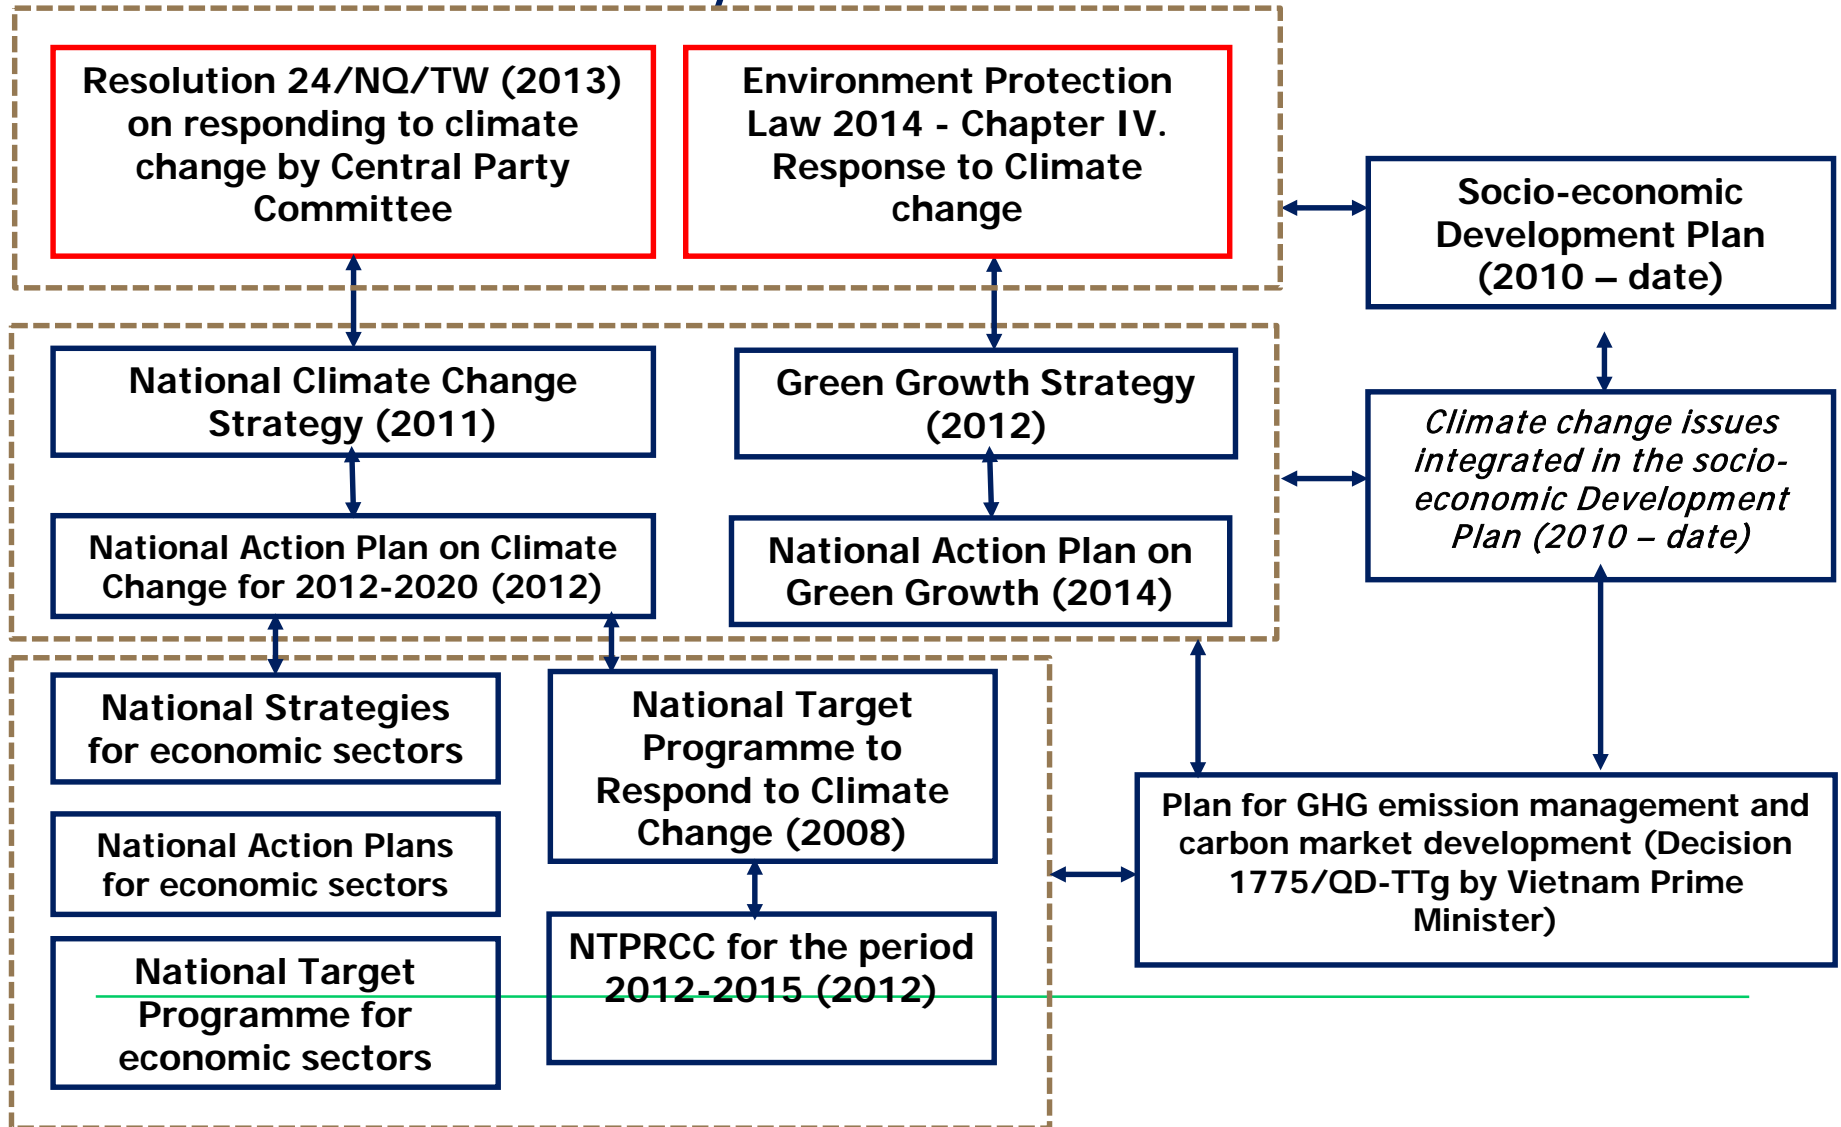 Resolution 24/NQ/TW (2013)
on responding to climate
change by Central Party
Committee
Environment Protection
Law 2014 - Chapter IV.
Response to Climate
change
Socio-economic
Development Plan
(2010 – date)
National Climate Change
Strategy (2011)
Green Growth Strategy
(2012)
Climate change issues
integrated in the socio-
economic Development
Plan (2010 – date)
National Action Plan on Climate
Change for 2012-2020 (2012)
National Action Plan on
Green Growth (2014)
National Strategies
for economic sectors
National Target
Programme to
Respond to Climate
Change (2008)
National Action Plans
for economic sectors
Plan for GHG emission management and
carbon market development (Decision
1775/QD-TTg by Vietnam Prime
Minister)
National Target
Programme for
economic sectors
NTPRCC for the period
2012-2015 (2012)